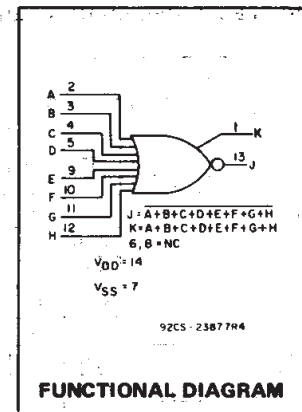 A 2
B 3
C 4
D 5
E 9
F 10
G 11
H 12
1 K
13 J
J = A+B+C+D+E+F+G+H
K=A+B+C+D+E+F+G+H
6, 8 = NC
VDD = 14
VSS = 7
92CS-23877R4
FUNCTIONAL DIAGRAM